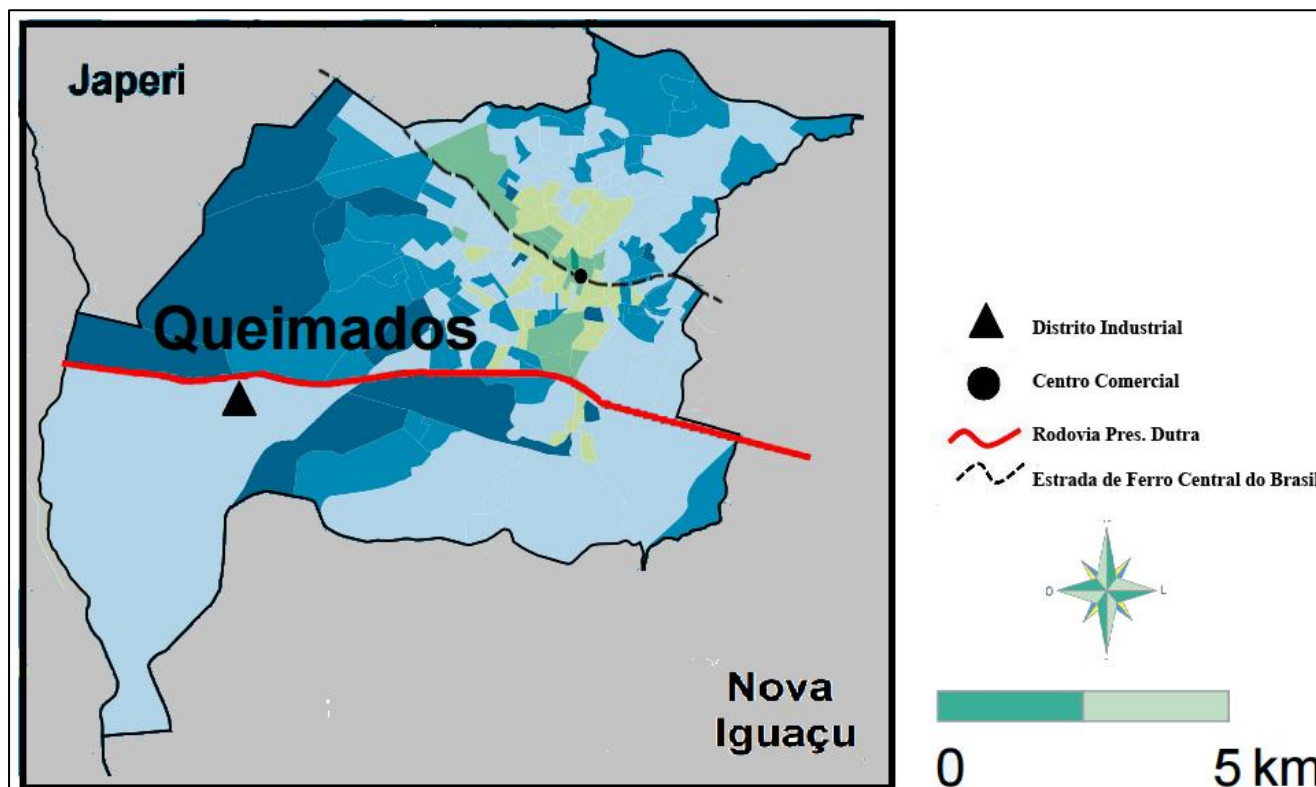 Japeri
Queimados
Nova
Iguaçu
Distrito Industrial
Centro Comercial
Rodovia Pres. Dutra
Estrada de Ferro Central do Brasil
O
L
0
5 km